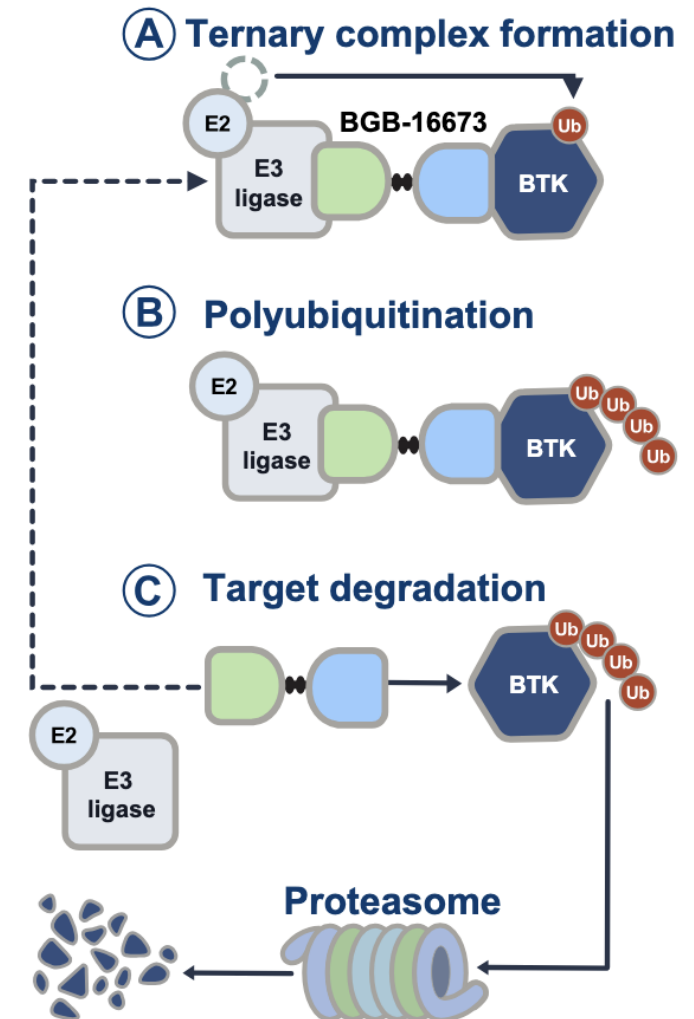 A Ternary complex formation
E2
BGB-16673
Ub
E3
ligase
BTK
B Polyubiquitination
E2
Ub
Ub
Ub
Ub
E3
ligase
BTK
C Target degradation
Ub
Ub
Ub
Ub
BTK
E2
E3
ligase
Proteasome